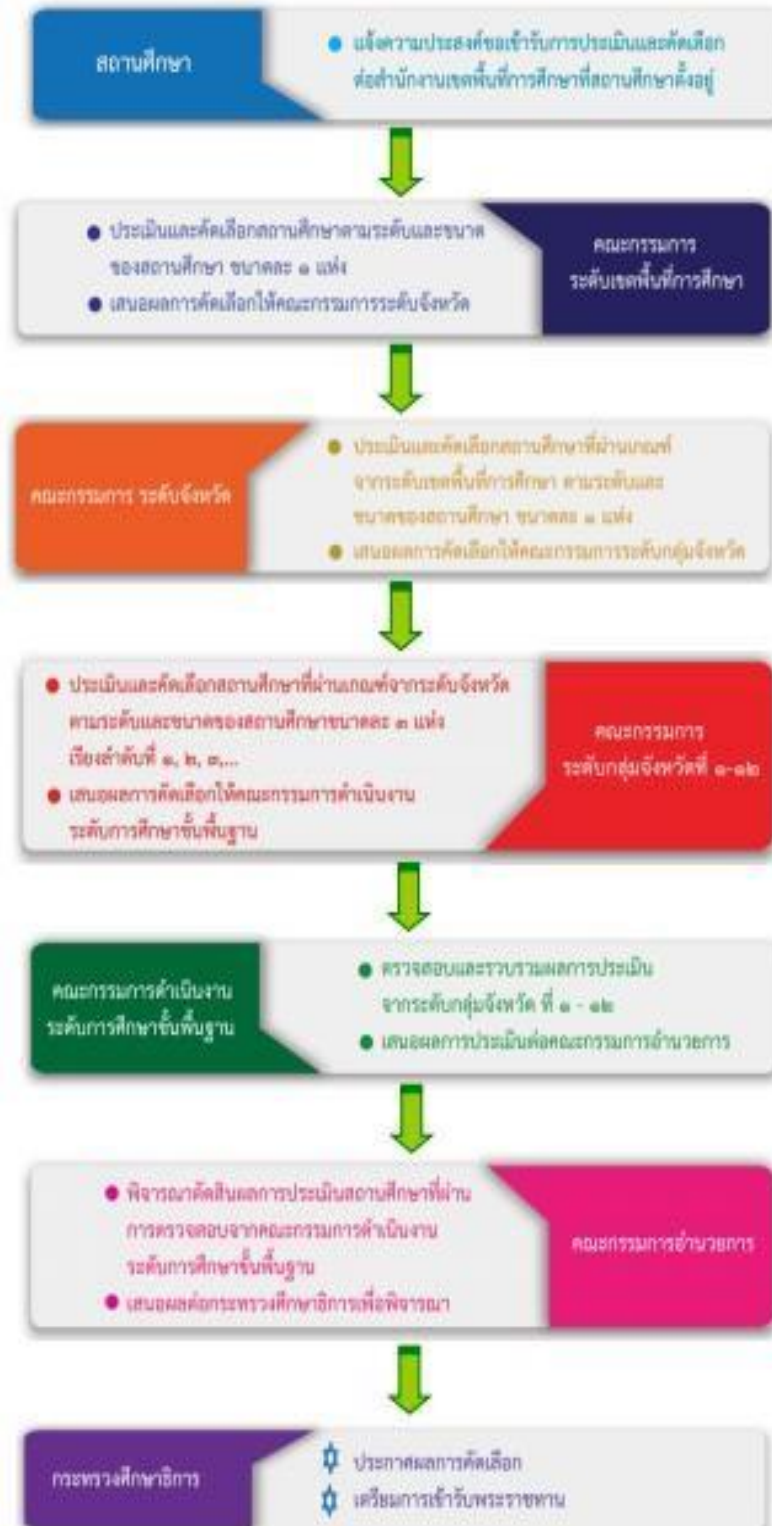 สถานศึกษา
แจ้งความประสงค์ขอเข้ารับการประเมินและคัดเลือก
ต่อสำนักงานเขตพื้นที่การศึกษาที่สถานศึกษาตั้งอยู่
ประเมินและคัดเลือกสถานศึกษาตามระดับและขนาด
ของสถานศึกษา ขนาดละ ๑ แห่ง
เสนอผลการคัดเลือกให้คณะกรรมการระดับจังหวัด
คณะกรรมการ
ระดับเขตพื้นที่การศึกษา
คณะกรรมการ ระดับจังหวัด
ประเมินและคัดเลือกสถานศึกษาที่ผ่านเกณฑ์
จากระดับเขตพื้นที่การศึกษา ตามระดับและ
ขนาดของสถานศึกษา ขนาดละ ๑ แห่ง
เสนอผลการคัดเลือกให้คณะกรรมการระดับกลุ่มจังหวัด
ประเมินและคัดเลือกสถานศึกษาที่ผ่านเกณฑ์จากระดับจังหวัด
ตามระดับและขนาดของสถานศึกษาขนาดละ ๓ แห่ง
เรียงลำดับที่ ๑, ๒, ๓,...
เสนอผลการคัดเลือกให้คณะกรรมการดำเนินงาน
ระดับการศึกษาขั้นพื้นฐาน
คณะกรรมการ
ระดับกลุ่มจังหวัดที่ ๑-๑๒
คณะกรรมการดำเนินงาน
ระดับการศึกษาขั้นพื้นฐาน
ตรวจสอบและรวบรวมผลการประเมิน
จากระดับกลุ่มจังหวัด ที่ ๑ - ๑๒
เสนอผลการประเมินต่อคณะกรรมการอำนวยการ
พิจารณาตัดสินผลการประเมินสถานศึกษาที่ผ่าน
การตรวจสอบจากคณะกรรมการดำเนินงาน
ระดับการศึกษาขั้นพื้นฐาน
เสนอผลต่อกระทรวงศึกษาธิการเพื่อพิจารณา
คณะกรรมการอำนวยการ
กระทรวงศึกษาธิการ
ประกาศผลการคัดเลือก
เตรียมการเข้ารับพระราชทาน